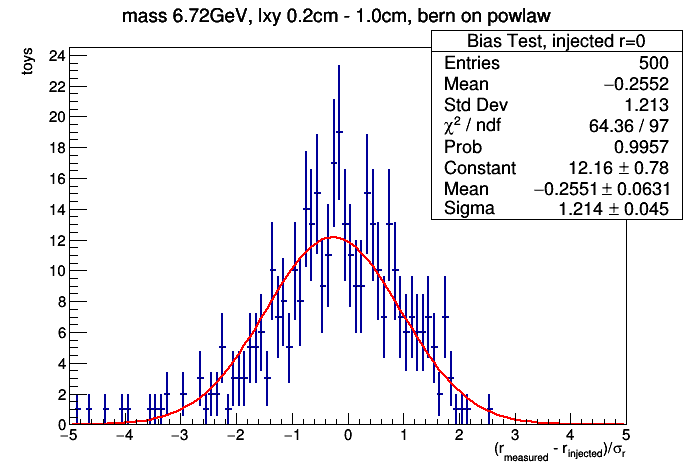 mass 6.72GeV, lxy 0.2cm - 1.0cm, bern on powlaw
toys
Bias Test, injected r=0
Entries 500
Mean −0.2552
Std Dev 1.213
χ² / ndf 64.36 / 97
Prob 0.9957
Constant 12.16 ± 0.78
Mean −0.2551 ± 0.0631
Sigma 1.214 ± 0.045
24
22
20
18
16
14
12
10
8
6
4
2
0
−5 −4 −3 −2 −1 0 1 2 3 4 5
(r_measured - r_injected)/σ_r